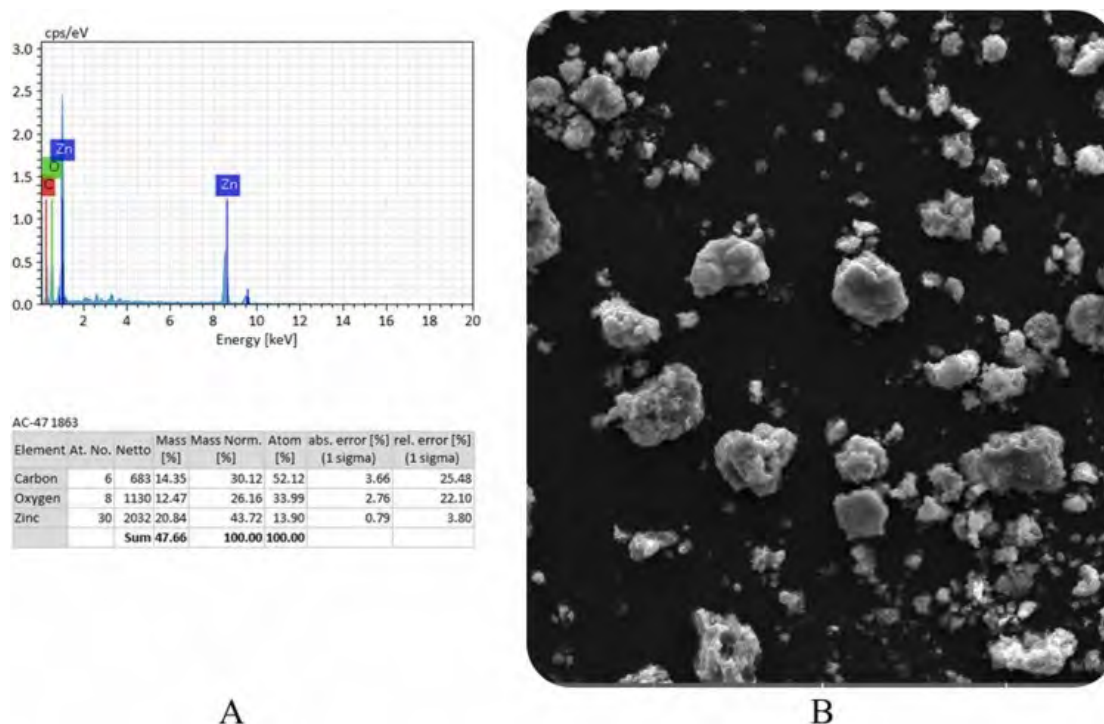 cps/eV
3.0
2.5
2.0
1.5
1.0
0.5
0.0
Zn
O
C
Zn
2 4 6 8 10 12 14 16 18 20
Energy [keV]
AC-47 1863
Element At. No. Netto Mass [%] Mass Norm. [%] Atom [%] abs. error [%] (1 sigma) rel. error [%] (1 sigma)
Carbon 6 683 14.35 30.12 52.12 3.66 25.48
Oxygen 8 1130 12.47 26.16 33.99 2.76 22.10
Zinc 30 2032 20.84 43.72 13.90 0.79 3.80
Sum 47.66 100.00 100.00
A
B